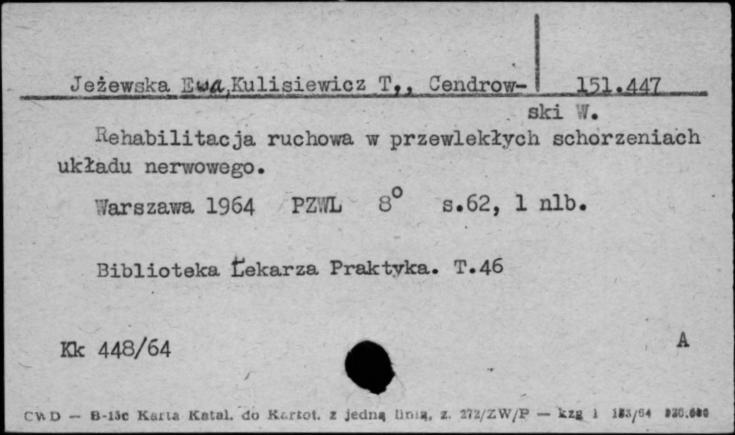 Jeżewska Ewa, Kulisiewicz T,, Cendrow- 151.447
ski W.
Rehabilitacja ruchowa w przewlekłych schorzeniach
układu nerwowego.
Warszawa 1964 PZWL 8° s.62, 1 nlb.
Biblioteka Lekarza Praktyka. T.46
Kk 448/64 A
CWD — B-13c Karta Katal. do Kartot. z jedną linią, z. 272/ZW/P — kzg 1